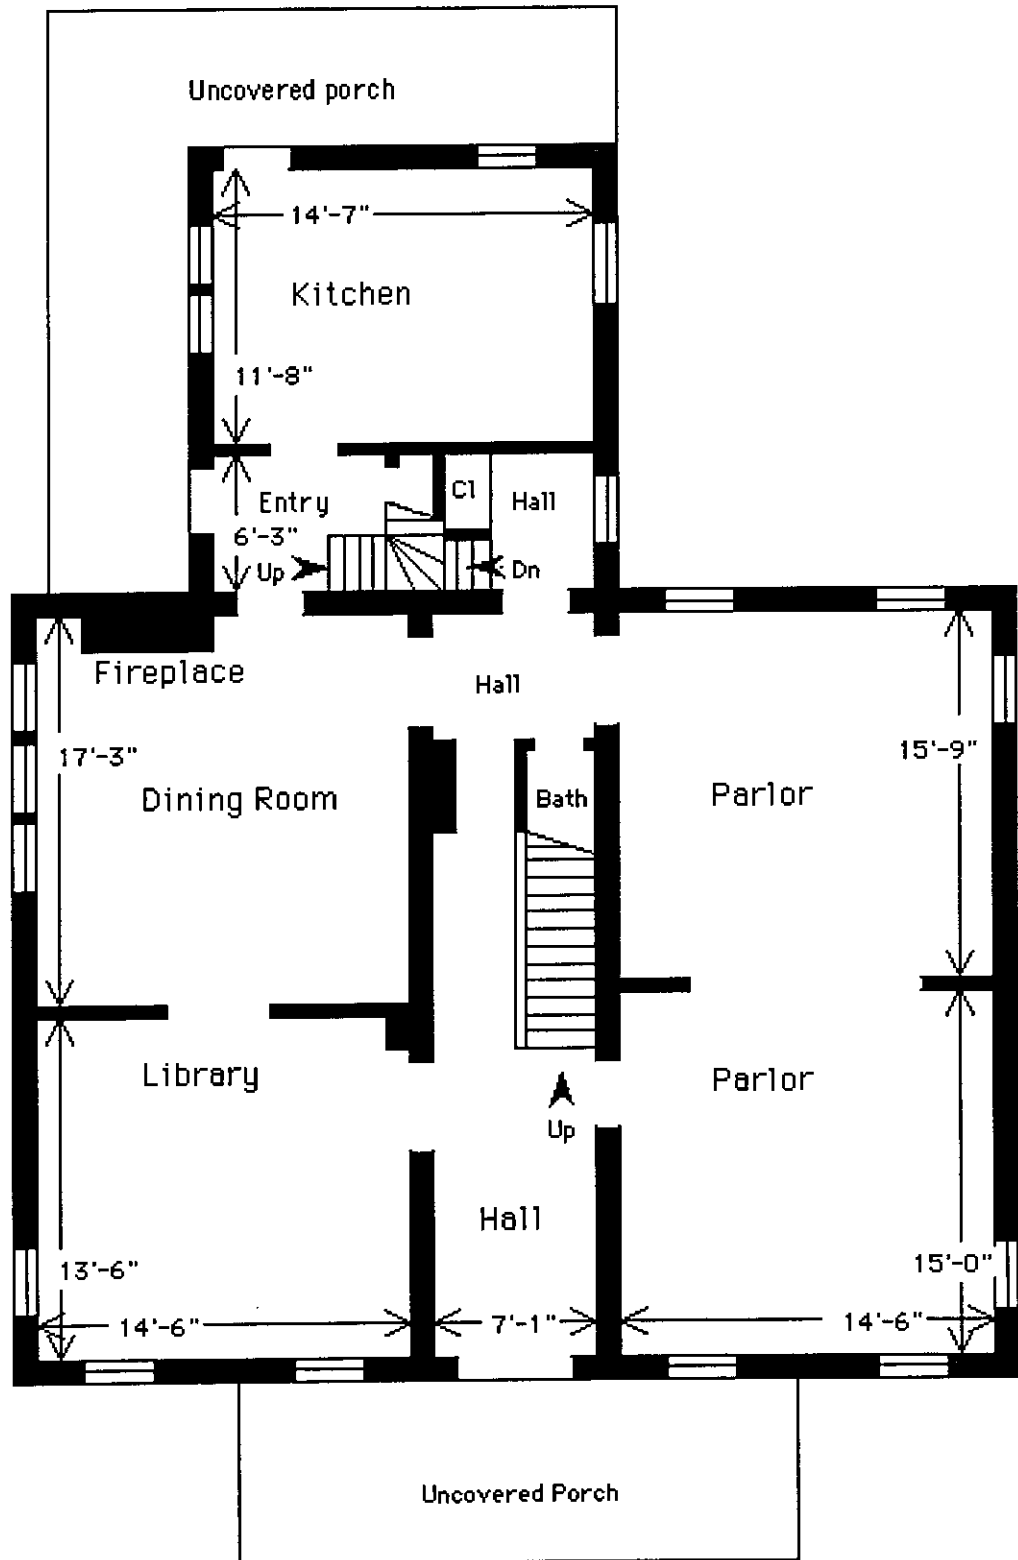 Uncovered porch
14'-7"
Kitchen
11'-8"
Cl
Entry
Hall
6'-3"
Up
Dn
Fireplace
Hall
17'-3"
15'-9"
Dining Room
Bath
Parlor
Library
Parlor
Up
Hall
13'-6"
15'-0"
14'-6"
7'-1"
14'-6"
Uncovered Porch